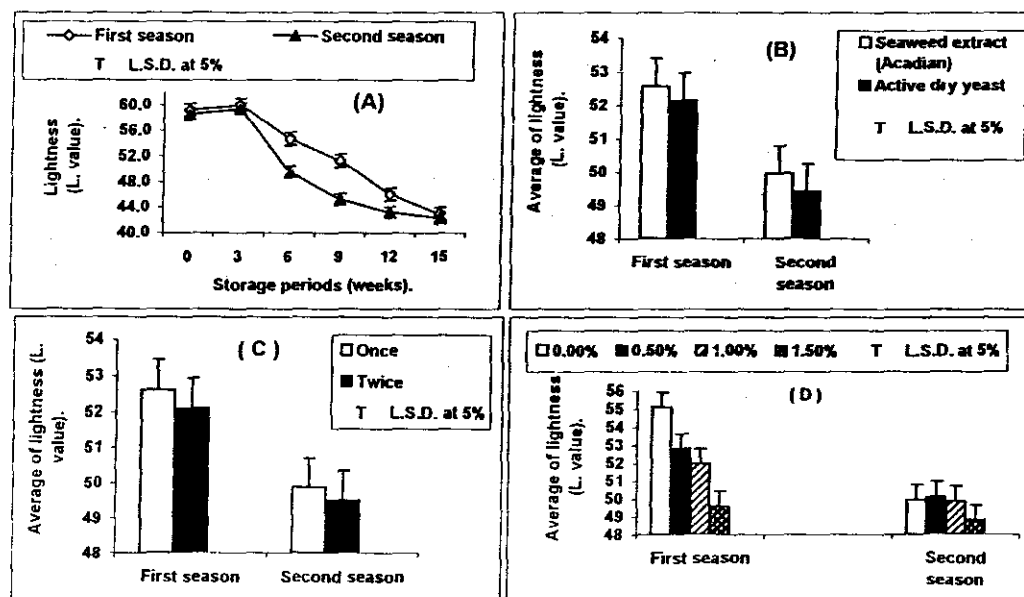 First season
Second season
T L.S.D. at 5%
(A)
Lightness
(L. value).
60.0
56.0
52.0
48.0
44.0
40.0
0 3 6 9 12 15
Storage periods (weeks).
(B)
Seaweed extract
(Acadian)
Active dry yeast
T L.S.D. at 5%
Average of lightness
(L. value).
54
53
52
51
50
49
48
First season
Second
season
( C )
Once
Twice
T L.S.D. at 5%
Average of lightness (L.
value).
54
53
52
51
50
49
48
First season
Second season
0.00% 0.50% 1.00% 1.50% T L.S.D. at 5%
( D )
Average of lightness
(L. value).
56
55
54
53
52
51
50
49
48
First season
Second
season